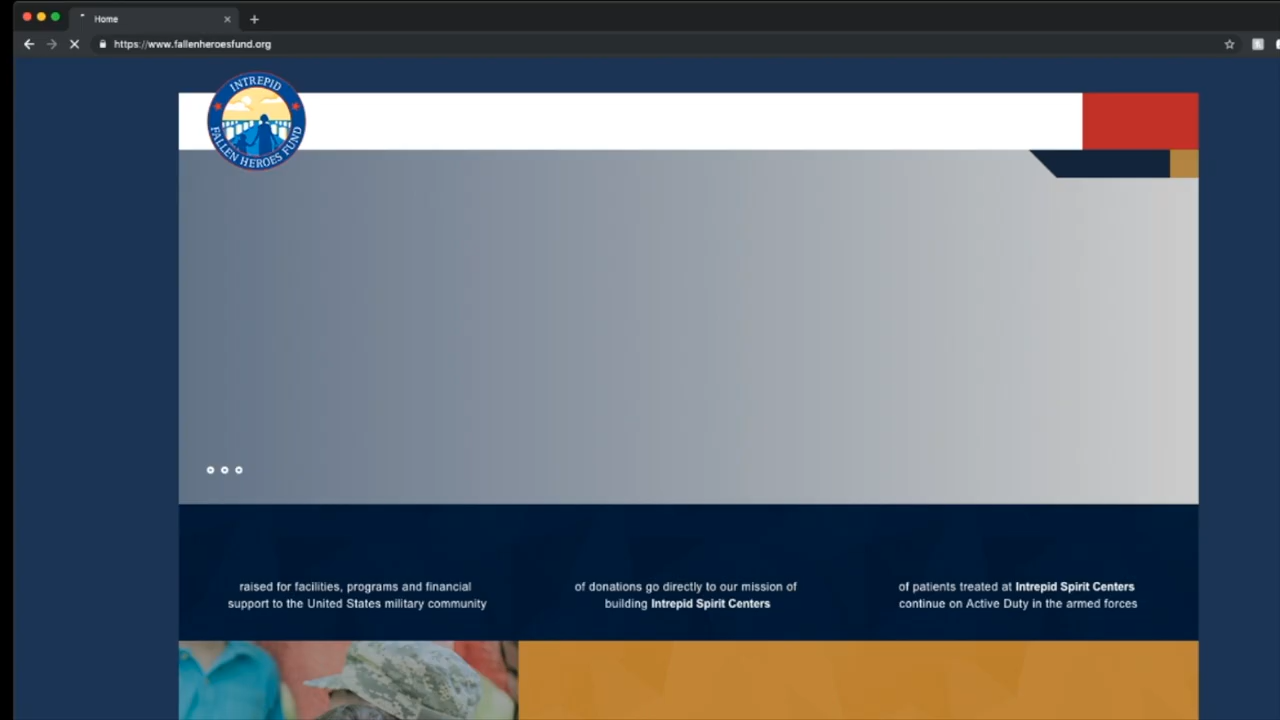 Home
https://www.fallenheroesfund.org
INTREPID
FALLEN HEROES FUND
raised for facilities, programs and financial
support to the United States military community
of donations go directly to our mission of
building Intrepid Spirit Centers
of patients treated at Intrepid Spirit Centers
continue on Active Duty in the armed forces